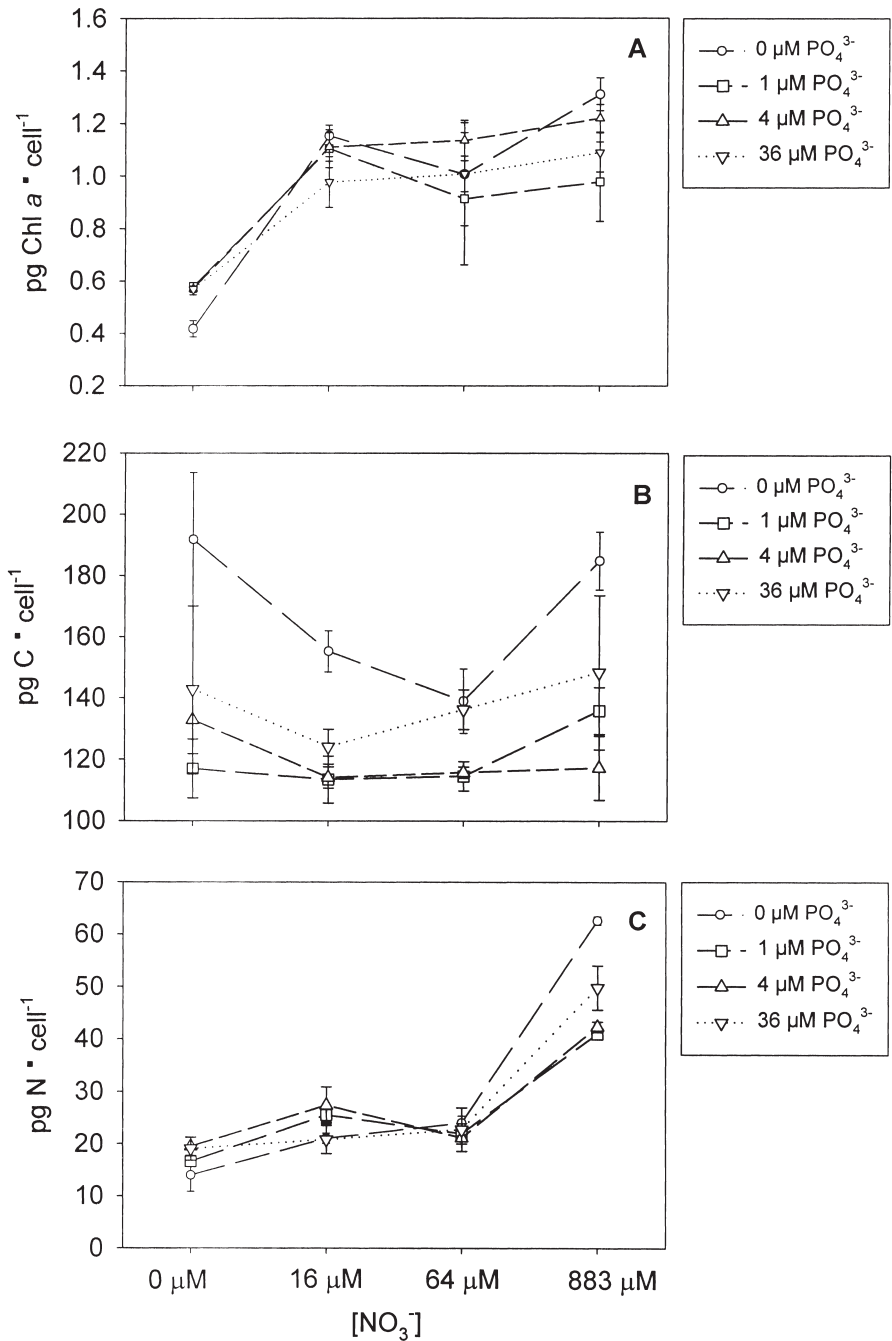 1.6
1.4
1.2
1.0
0.8
0.6
0.4
0.2
pg Chl a ▪ cell⁻¹
A
0 µM PO₄³⁻
1 µM PO₄³⁻
4 µM PO₄³⁻
36 µM PO₄³⁻
220
200
180
160
140
120
100
pg C ▪ cell⁻¹
B
0 µM PO₄³⁻
1 µM PO₄³⁻
4 µM PO₄³⁻
36 µM PO₄³⁻
70
60
50
40
30
20
10
0
pg N ▪ cell⁻¹
C
0 µM PO₄³⁻
1 µM PO₄³⁻
4 µM PO₄³⁻
36 µM PO₄³⁻
0 µM 16 µM 64 µM 883 µM
[NO₃⁻]